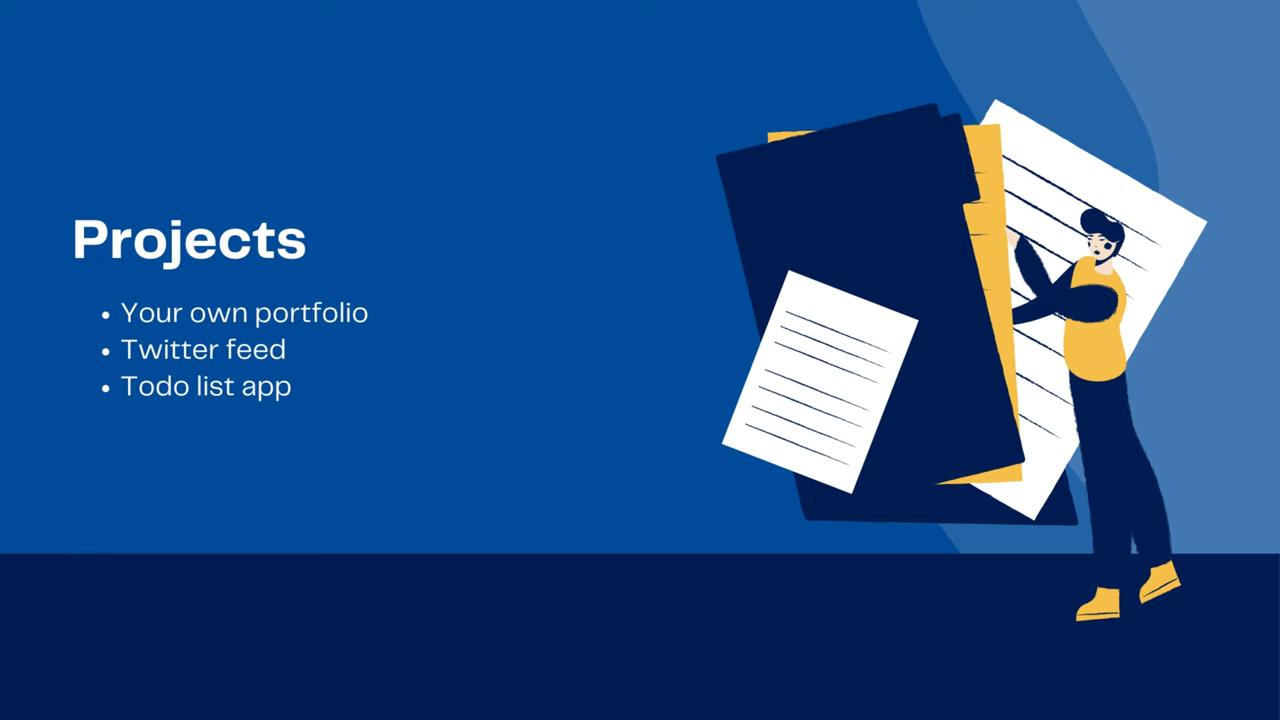 Projects
• Your own portfolio
• Twitter feed
• Todo list app